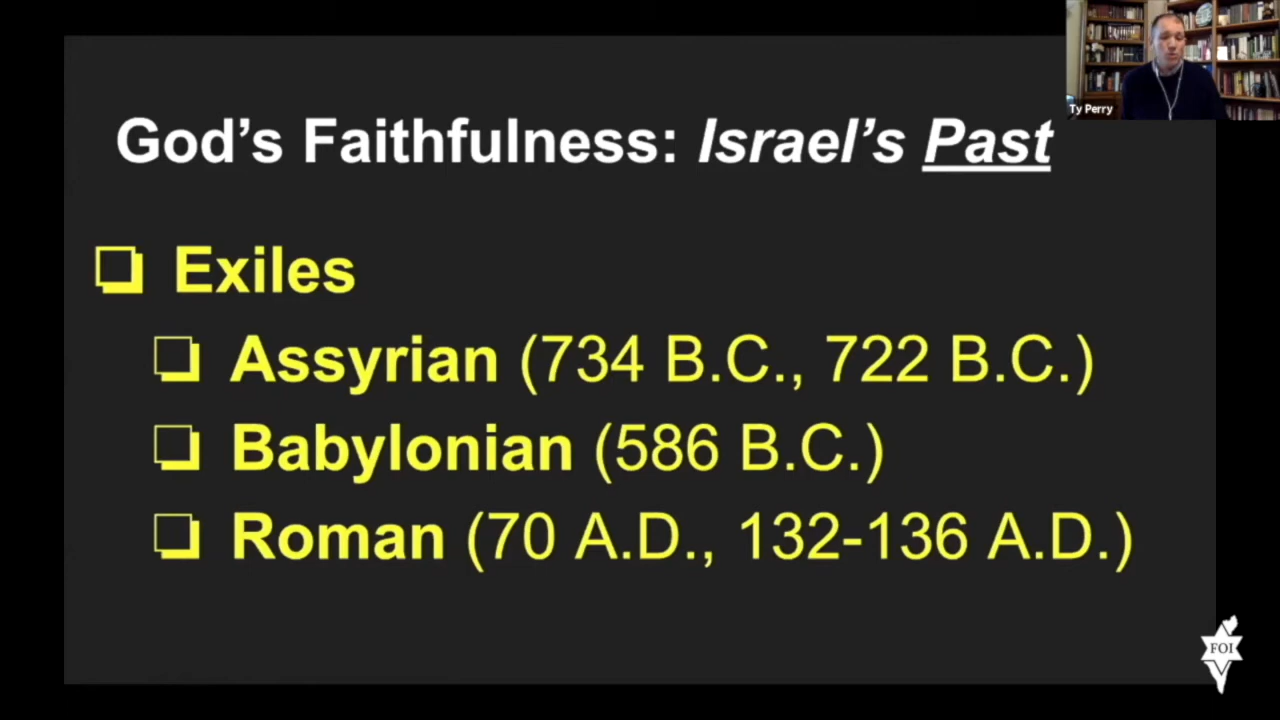 Ty Perry
God’s Faithfulness: Israel’s Past
Exiles
Assyrian (734 B.C., 722 B.C.)
Babylonian (586 B.C.)
Roman (70 A.D., 132-136 A.D.)
FOI